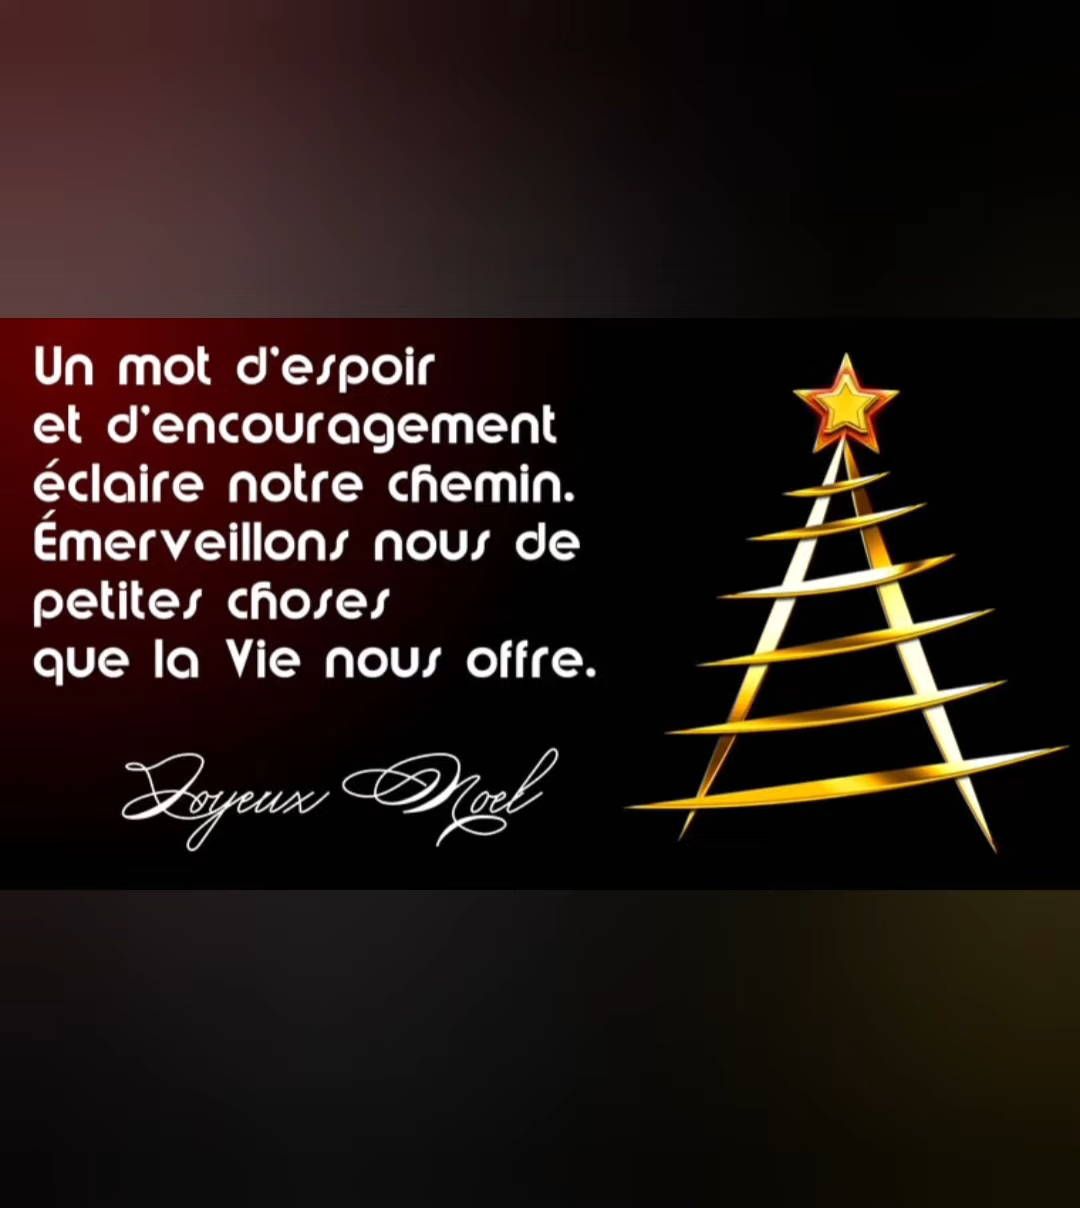 Un mot d'espoir
et d'encouragement
éclaire notre chemin.
Émerveillons nous de
petites choses
que la Vie nous offre.
Joyeux Noel